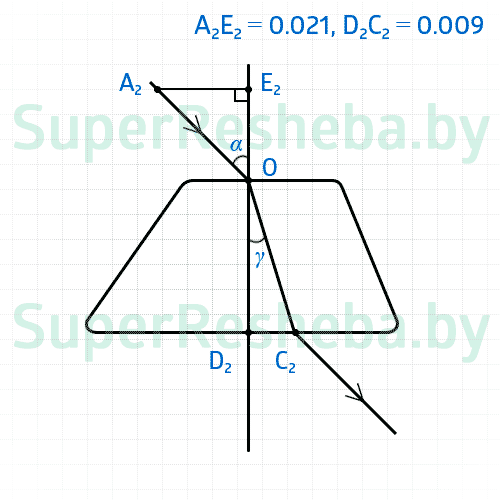 A₂E₂ = 0.021, D₂C₂ = 0.009
A₂ E₂
SuperResheba.by
α
O
γ
SuperResheba.by
D₂ C₂